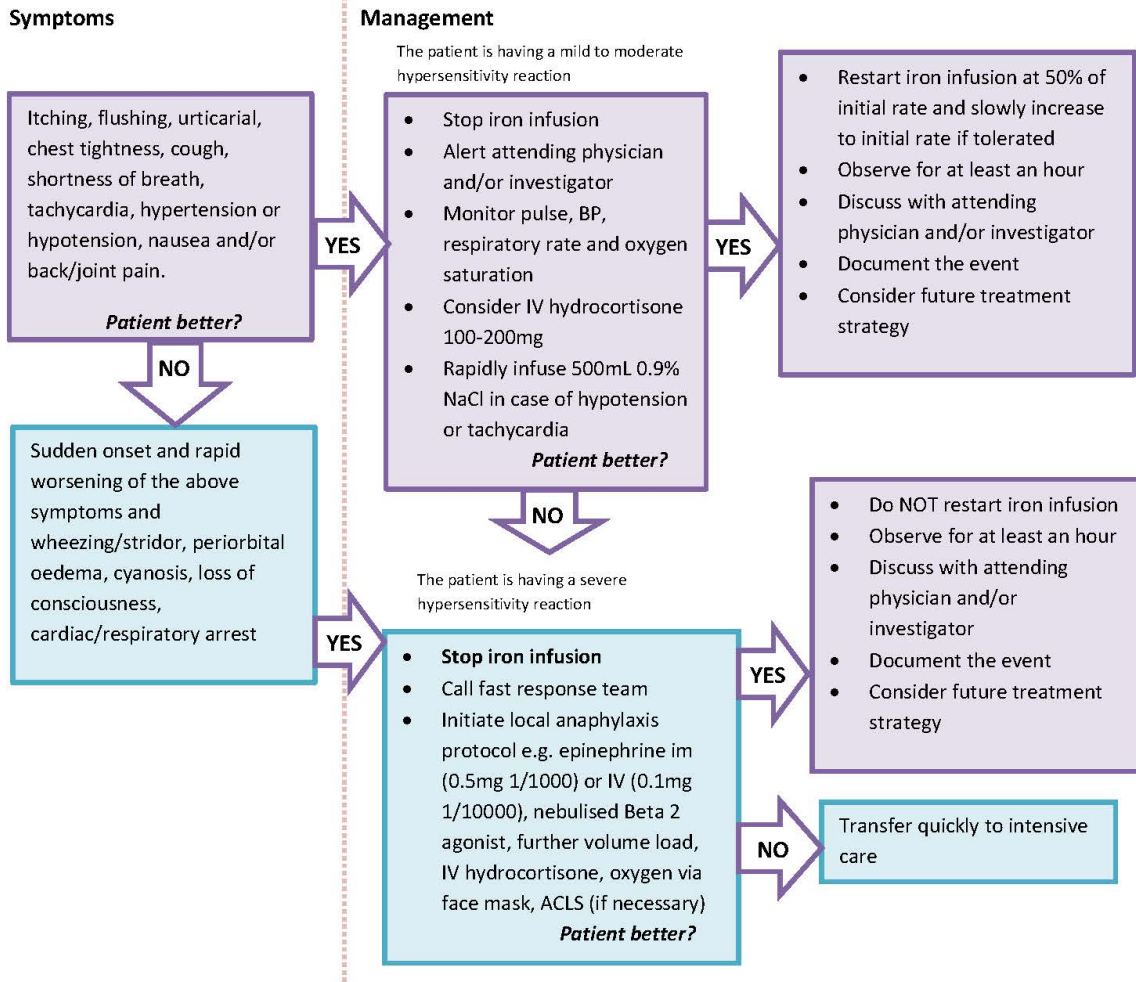 Symptoms
Management
The patient is having a mild to moderate
hypersensitivity reaction
Itching, flushing, urticarial,
chest tightness, cough,
shortness of breath,
tachycardia, hypertension or
hypotension, nausea and/or
back/joint pain.
Patient better?
YES
• Stop iron infusion
• Alert attending physician
and/or investigator
• Monitor pulse, BP,
respiratory rate and oxygen
saturation
• Consider IV hydrocortisone
100-200mg
• Rapidly infuse 500mL 0.9%
NaCl in case of hypotension
or tachycardia
Patient better?
YES
• Restart iron infusion at 50% of
initial rate and slowly increase
to initial rate if tolerated
• Observe for at least an hour
• Discuss with attending
physician and/or investigator
• Document the event
• Consider future treatment
strategy
NO
NO
Sudden onset and rapid
worsening of the above
symptoms and
wheezing/stridor, periorbital
oedema, cyanosis, loss of
consciousness,
cardiac/respiratory arrest
YES
The patient is having a severe
hypersensitivity reaction
• Stop iron infusion
• Call fast response team
• Initiate local anaphylaxis
protocol e.g. epinephrine im
(0.5mg 1/1000) or IV (0.1mg
1/10000), nebulised Beta 2
agonist, further volume load,
IV hydrocortisone, oxygen via
face mask, ACLS (if necessary)
Patient better?
YES
• Do NOT restart iron infusion
• Observe for at least an hour
• Discuss with attending
physician and/or
investigator
• Document the event
• Consider future treatment
strategy
NO
Transfer quickly to intensive
care